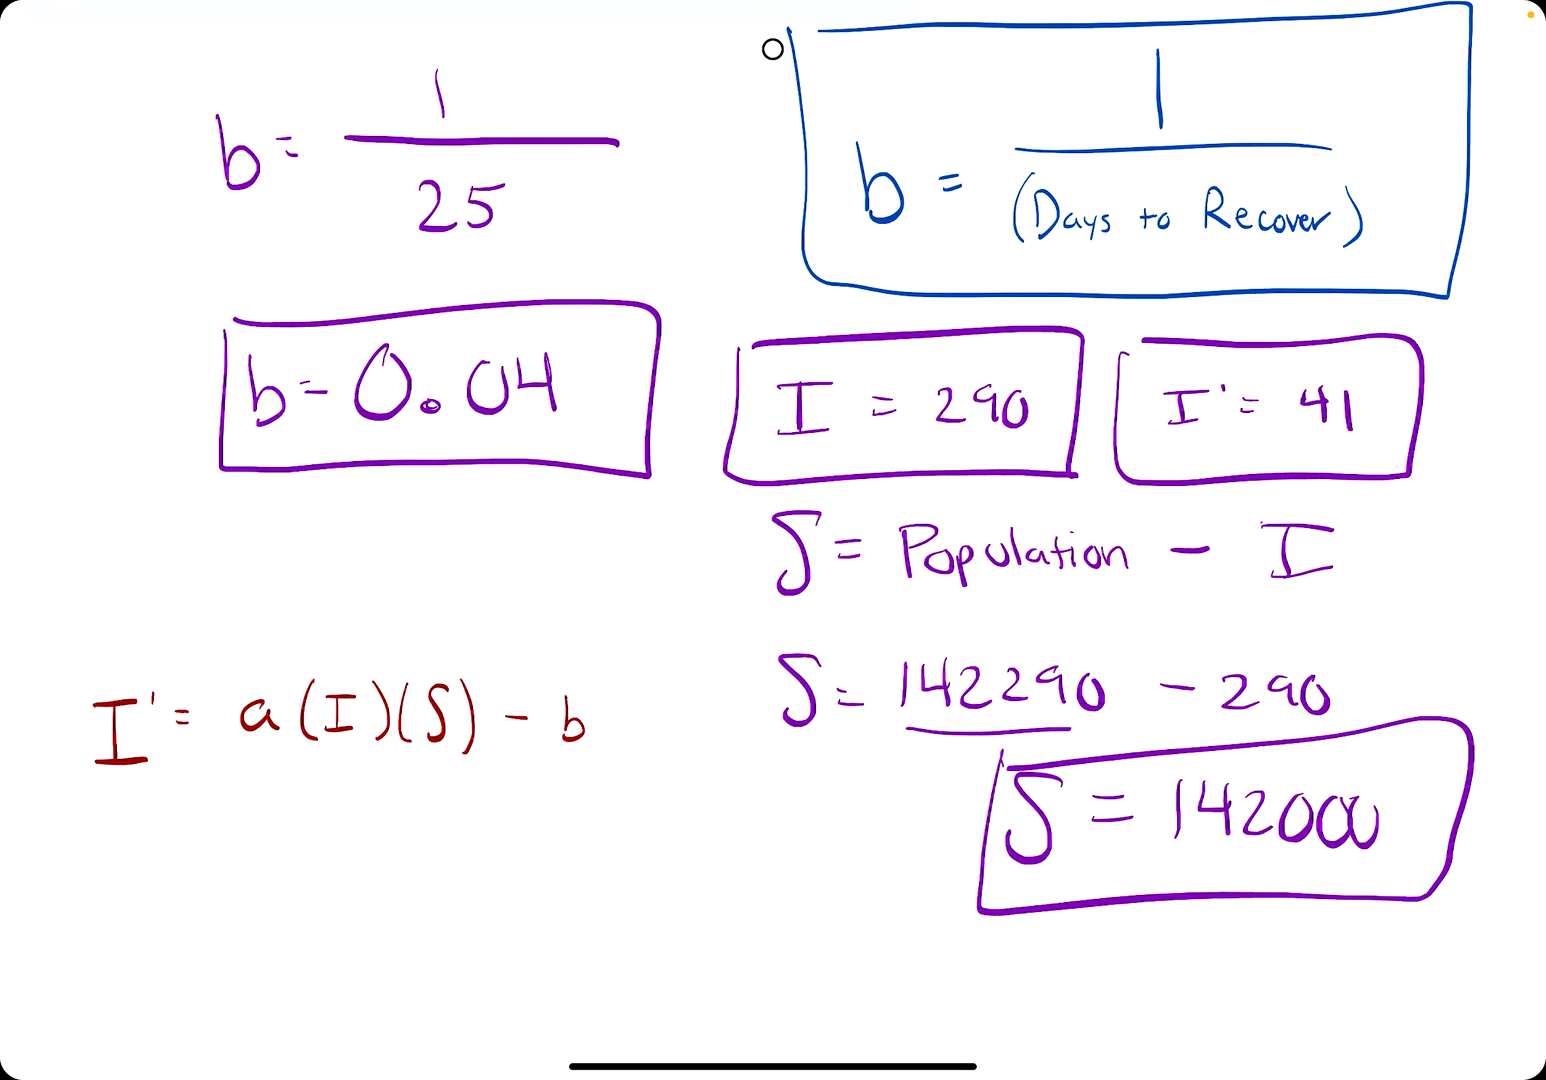 b = 1 / 25
b = 1 / (Days to Recover)
b = 0.04
I = 290
I' = 41
S = Population - I
S = 142290 - 290
I' = a (I)(S) - b
S = 142000